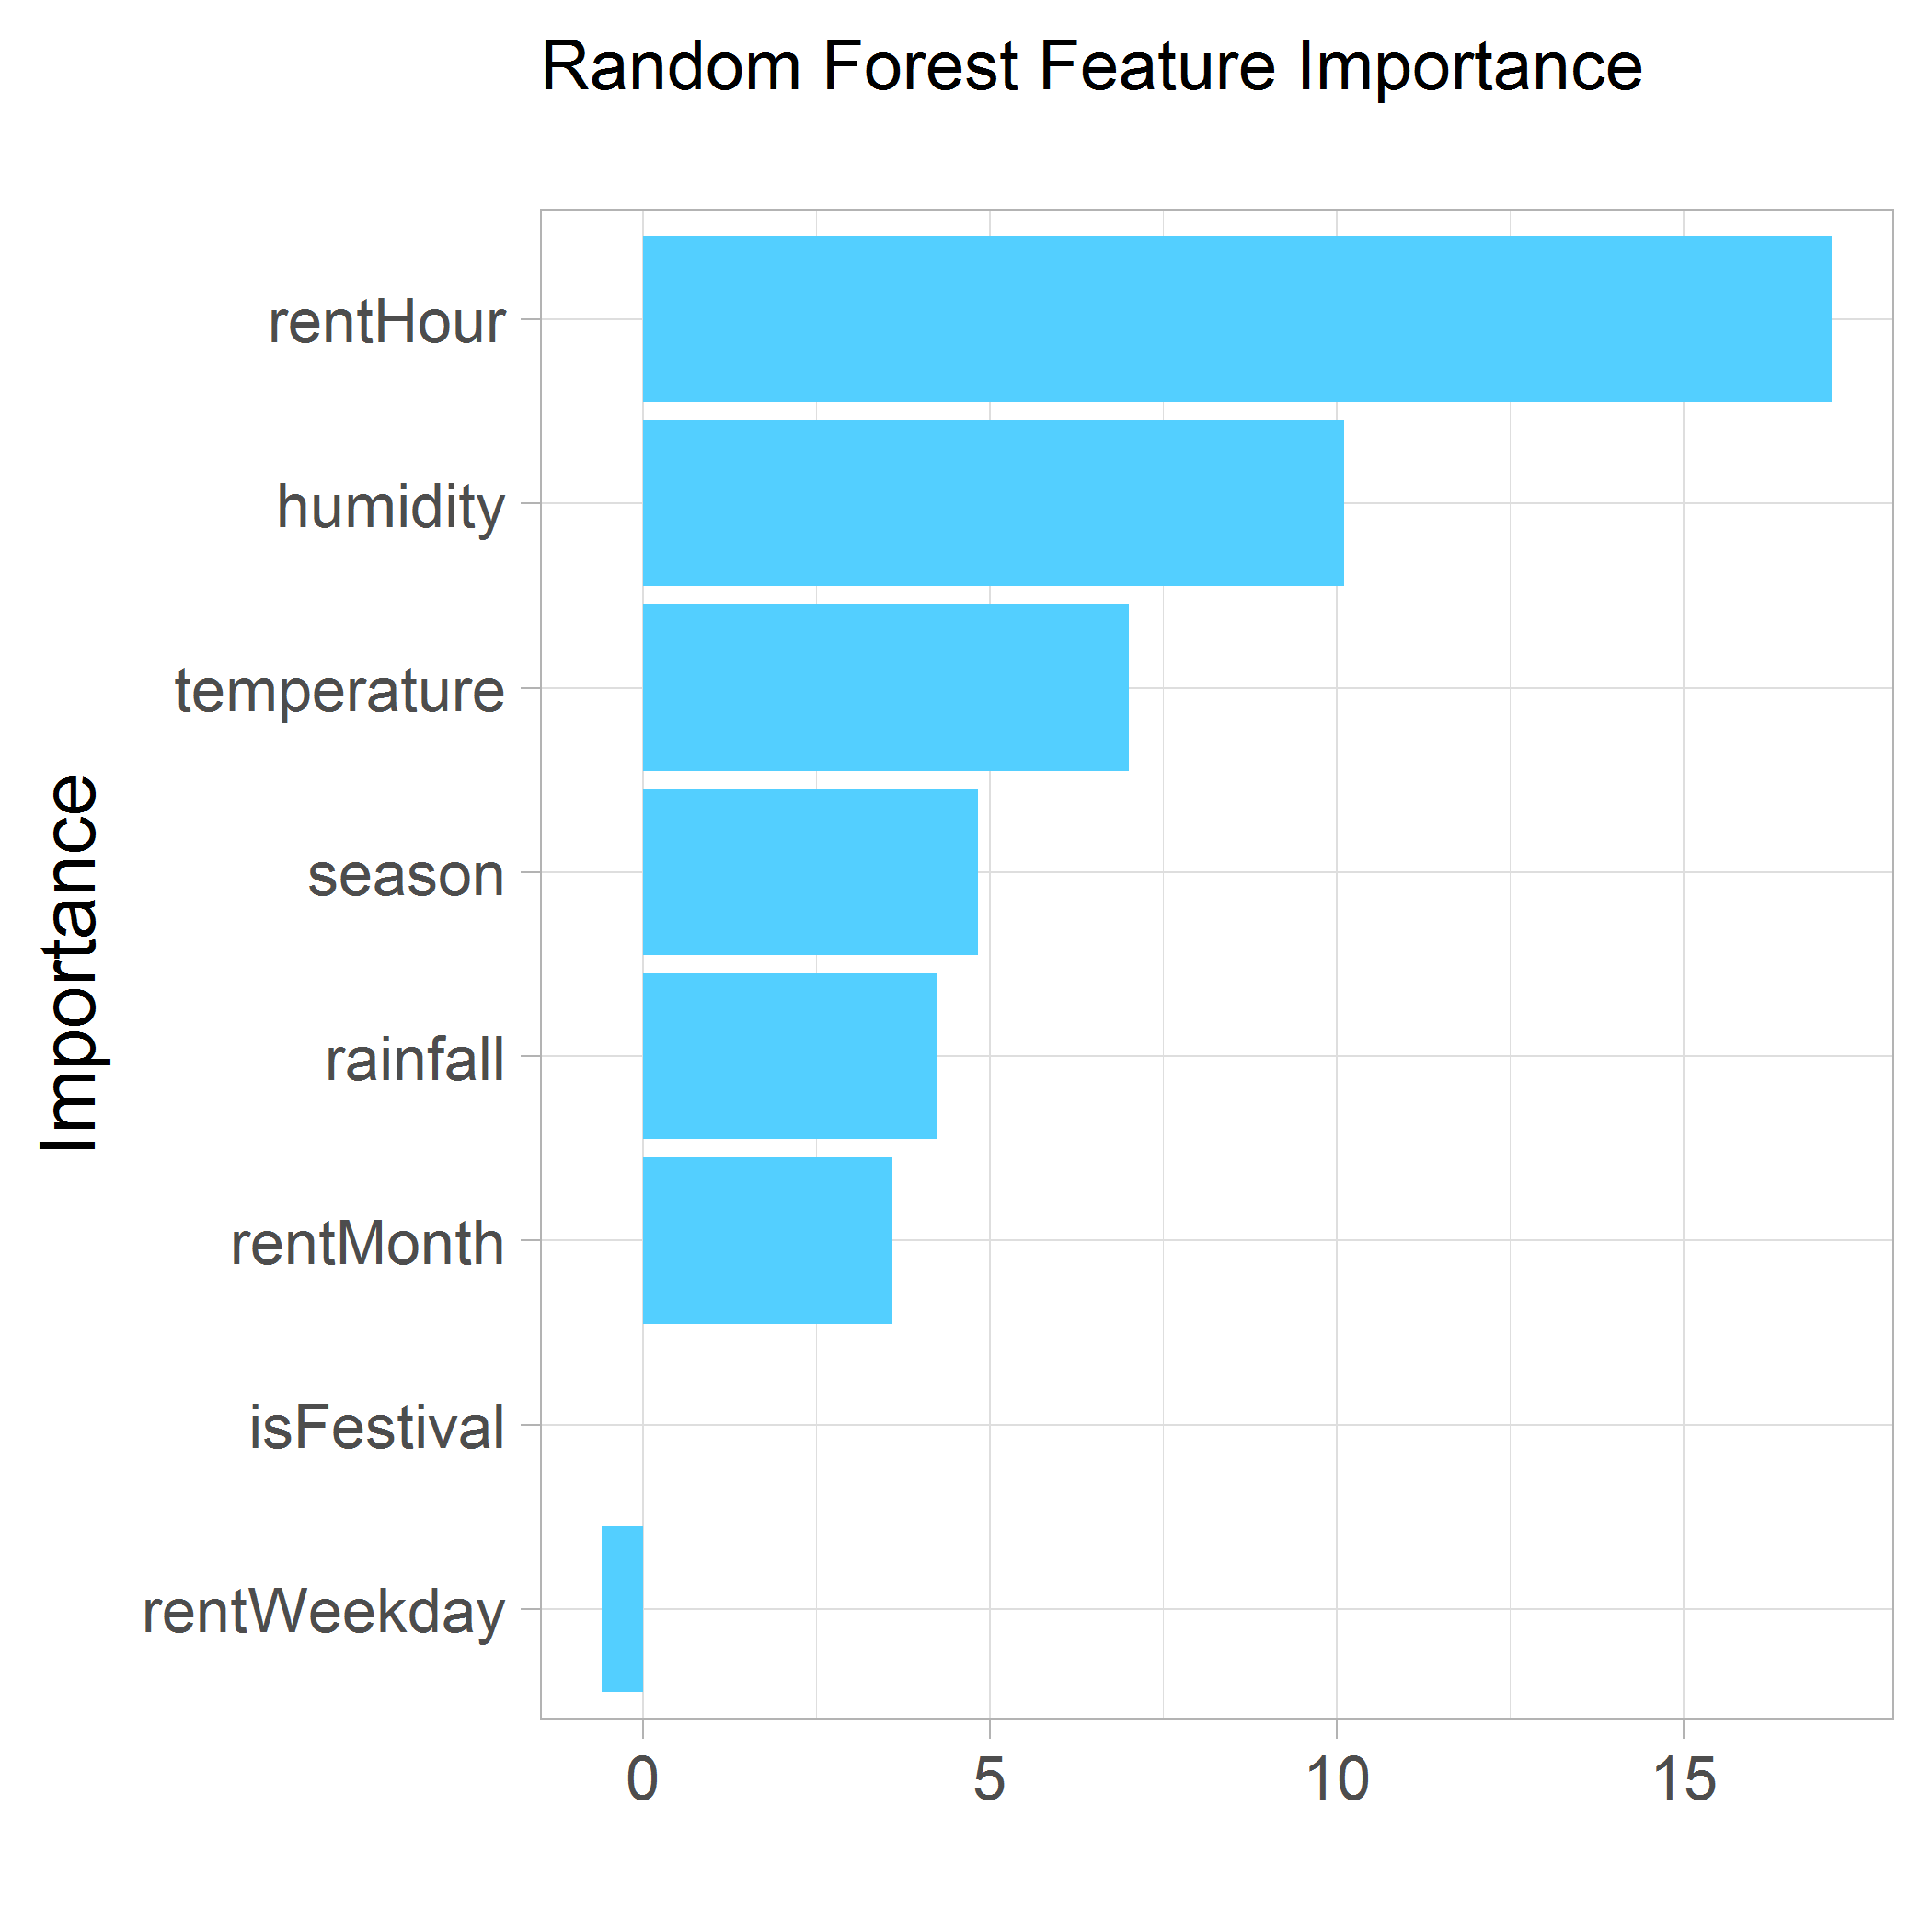 Random Forest Feature Importance
Importance
rentHour
humidity
temperature
season
rainfall
rentMonth
isFestival
rentWeekday
0 5 10 15